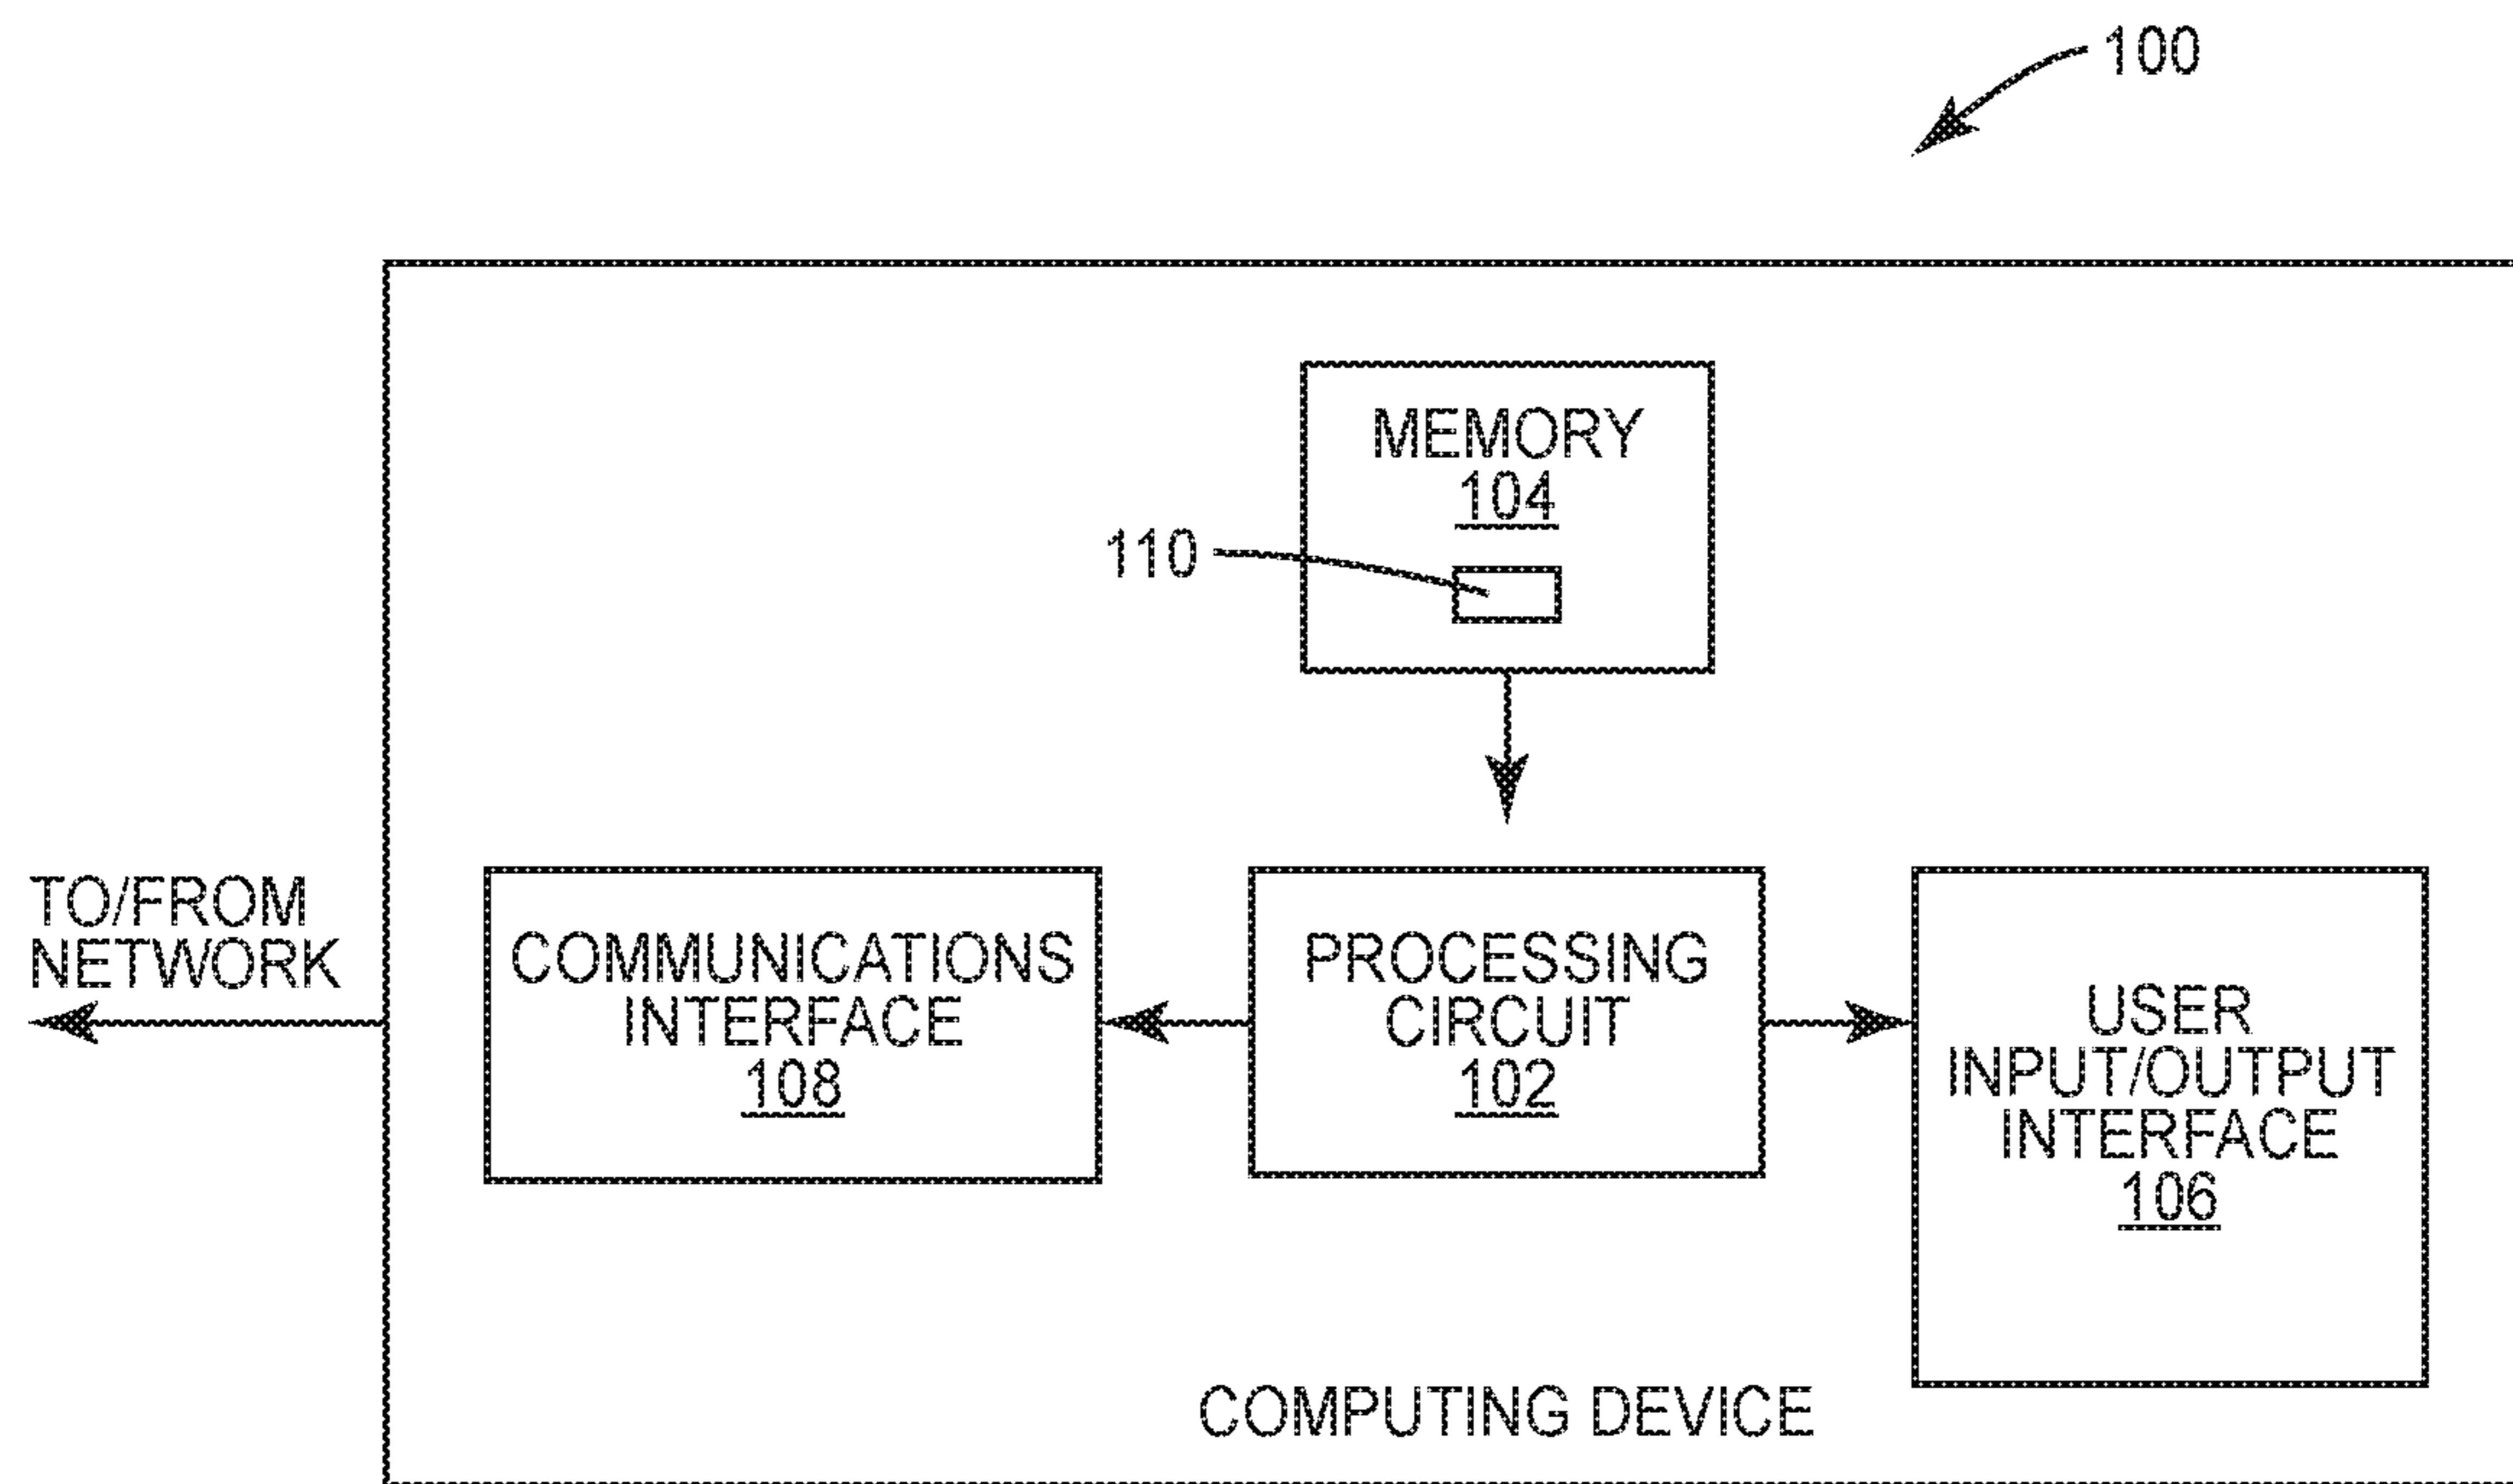 100
MEMORY
104
110
TO/FROM
NETWORK
COMMUNICATIONS
INTERFACE
108
PROCESSING
CIRCUIT
102
USER
INPUT/OUTPUT
INTERFACE
106
COMPUTING DEVICE